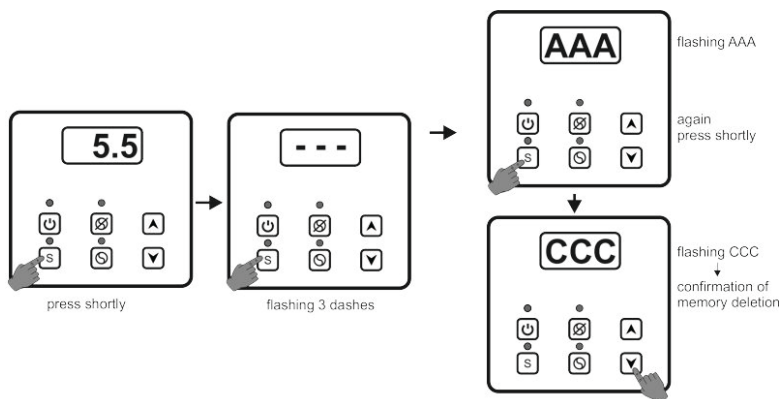 5.5
S
press shortly
- - -
S
flashing 3 dashes
AAA
S
flashing AAA
again
press shortly
CCC
S
flashing CCC
confirmation of
memory deletion